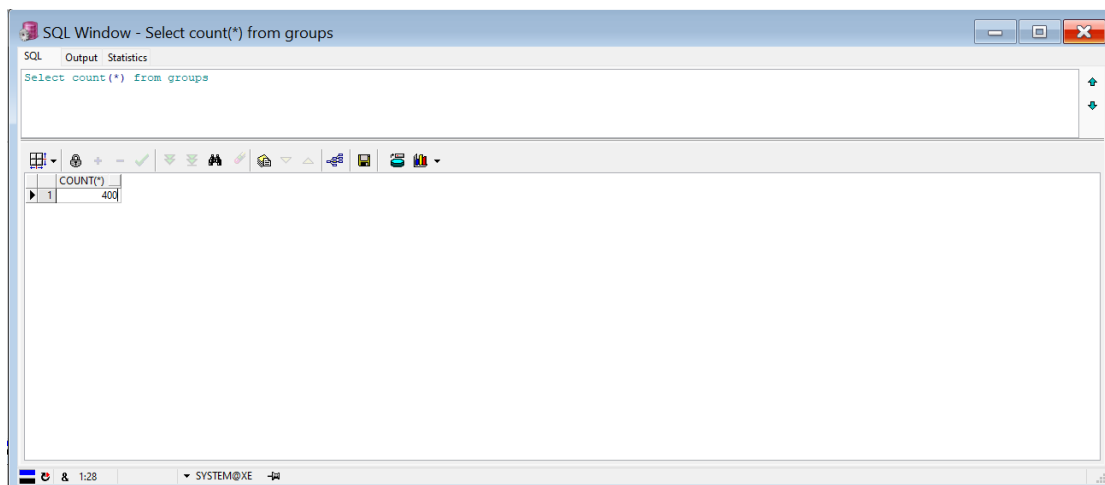 SQL Window - Select count(*) from groups
SQL Output Statistics
Select count(*) from groups
COUNT(*)
1 400
& 1:28 SYSTEM@XE